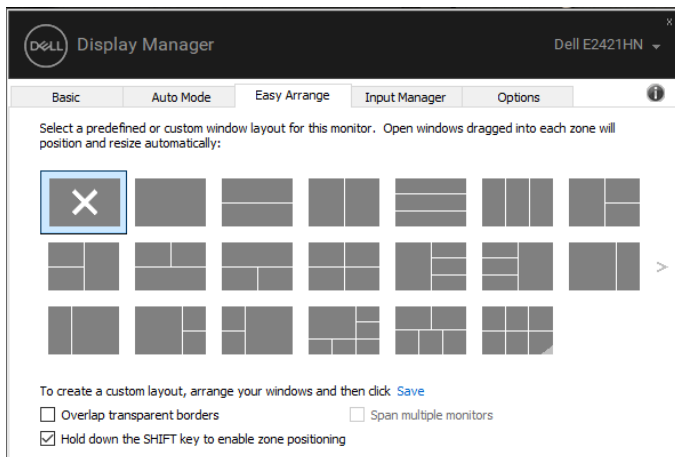 DELL Display Manager
Dell E2421HN
Basic Auto Mode Easy Arrange Input Manager Options
Select a predefined or custom window layout for this monitor. Open windows dragged into each zone will
position and resize automatically:
To create a custom layout, arrange your windows and then click Save
Overlap transparent borders
Span multiple monitors
Hold down the SHIFT key to enable zone positioning